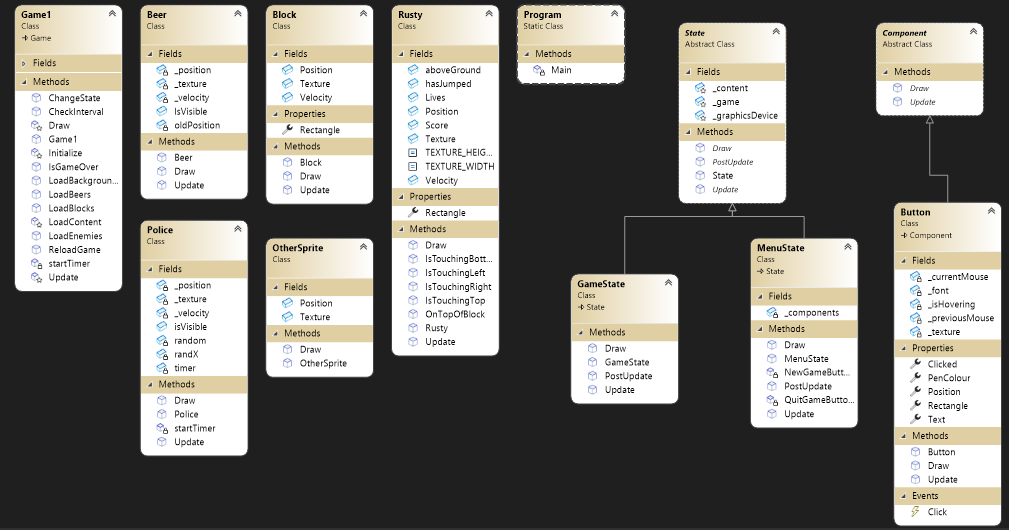 Game1
Class
→ Game
Fields
Methods
ChangeState
CheckInterval
Draw
Game1
Initialize
IsGameOver
LoadBackgroun...
LoadBeers
LoadBlocks
LoadContent
LoadEnemies
ReloadGame
startTimer
Update
Beer
Class
Fields
_position
_texture
_velocity
IsVisible
oldPosition
Methods
Beer
Draw
Update
Police
Class
Fields
_position
_texture
_velocity
isVisible
random
randX
timer
Methods
Draw
Police
startTimer
Update
Block
Class
Fields
Position
Texture
Velocity
Properties
Rectangle
Methods
Block
Draw
Update
OtherSprite
Class
Fields
Position
Texture
Methods
Draw
OtherSprite
Rusty
Class
Fields
aboveGround
hasJumped
Lives
Position
Score
Texture
TEXTURE_HEIG...
TEXTURE_WIDTH
Velocity
Properties
Rectangle
Methods
Draw
IsTouchingBott...
IsTouchingLeft
IsTouchingRight
IsTouchingTop
OnTopOfBlock
Rusty
Update
Program
Static Class
Methods
Main
State
Abstract Class
Fields
_content
_game
_graphicsDevice
Methods
Draw
PostUpdate
State
Update
GameState
Class
→ State
Methods
Draw
GameState
PostUpdate
Update
MenuState
Class
→ State
Fields
_components
Methods
Draw
MenuState
NewGameButt...
PostUpdate
QuitGameButto...
Update
Component
Abstract Class
Methods
Draw
Update
Button
Class
→ Component
Fields
_currentMouse
_font
_isHovering
_previousMouse
_texture
Properties
Clicked
PenColour
Position
Rectangle
Text
Methods
Button
Draw
Update
Events
Click